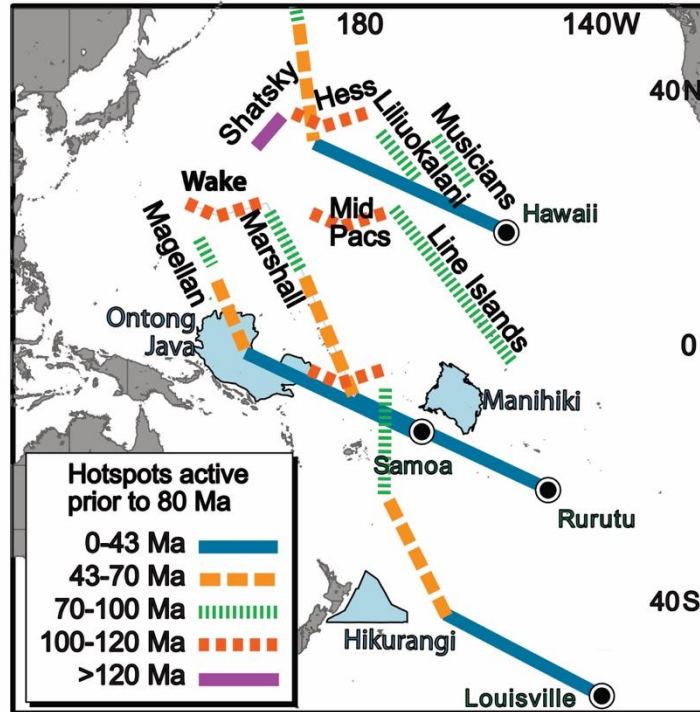 180
140W
40N
Shatsky
Hess
Liliuokalani
Musicians
Wake
Hawaii
Magellan
Marshall
Mid
Pacs
Line Islands
Ontong
Java
0
Manihiki
Samoa
Rurutu
Hotspots active
prior to 80 Ma
0-43 Ma
43-70 Ma
70-100 Ma
100-120 Ma
>120 Ma
40S
Hikurangi
Louisville